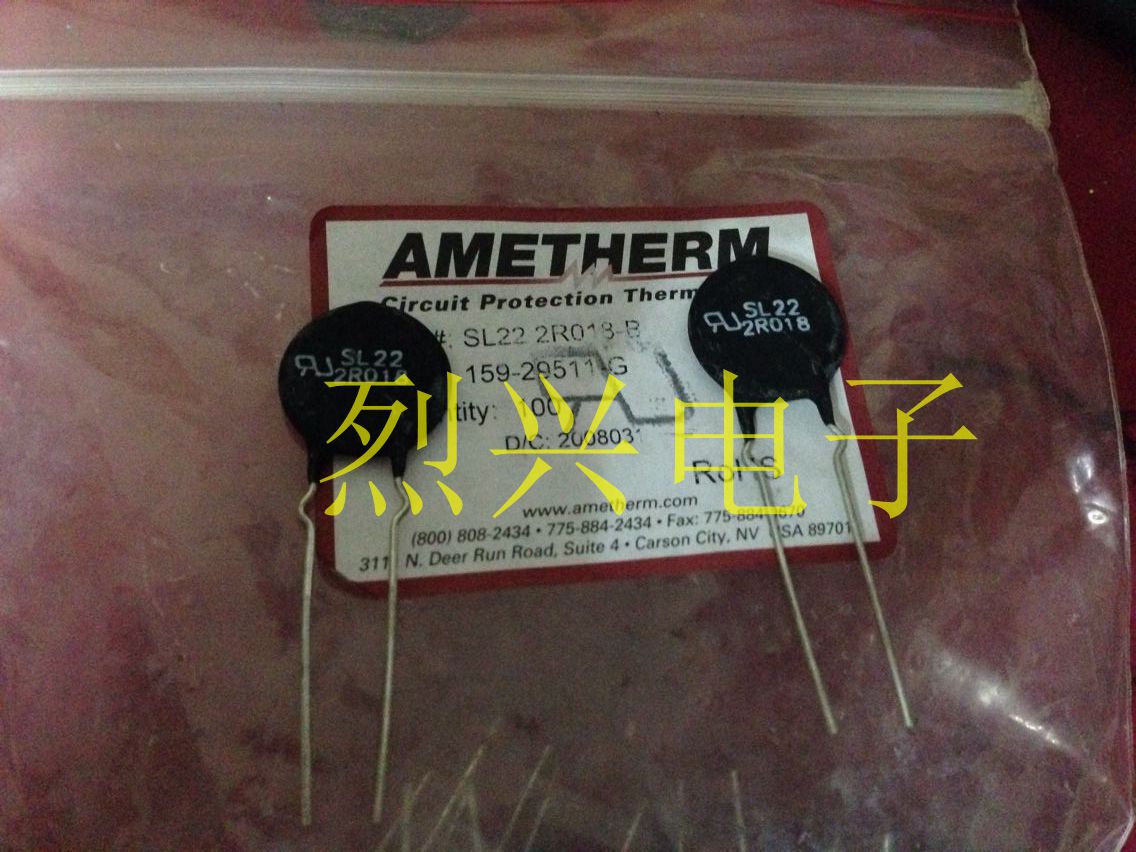 AMETHERM
Circuit Protection Therm
#: SL22 2R018-B
159-29511-G
ntity: 100
D/C: 2008031
RoHS
www.ametherm.com
(800) 808-2434 • 775-884-2434 • Fax: 775-884-0670
311 N. Deer Run Road, Suite 4 • Carson City, NV USA 89701
SL22
2R018
SL22
2R018
烈兴电子